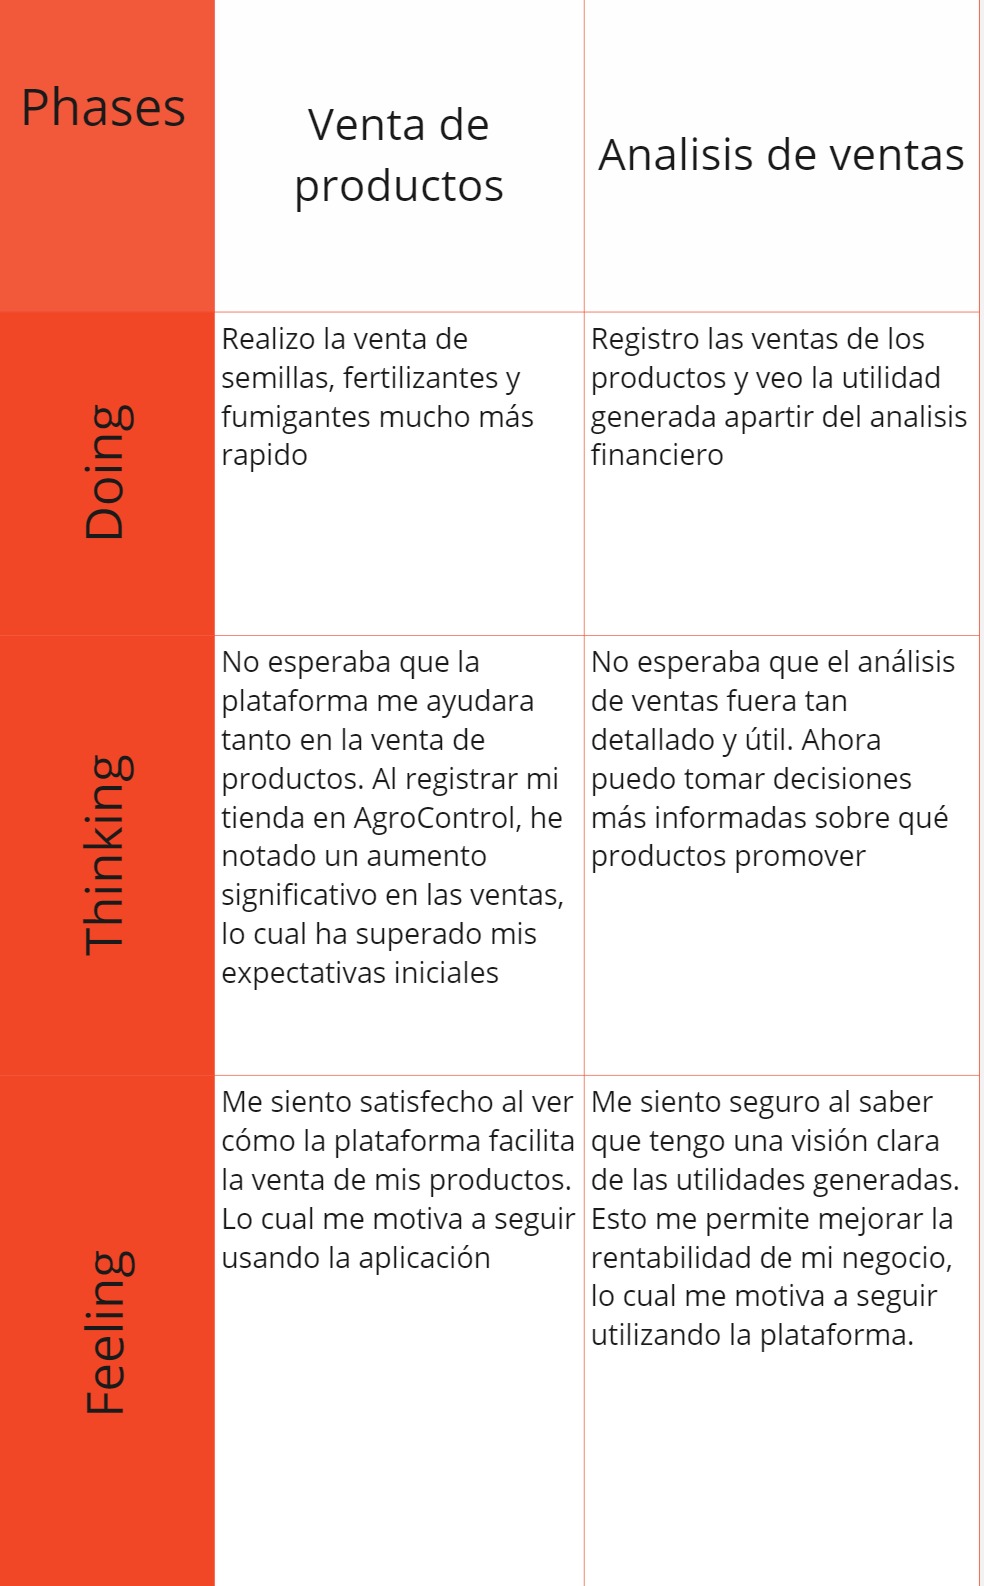 Phases
Venta de
productos
Analisis de ventas
Doing
Realizo la venta de
semillas, fertilizantes y
fumigantes mucho más
rapido
Registro las ventas de los
productos y veo la utilidad
generada apartir del analisis
financiero
Thinking
No esperaba que la
plataforma me ayudara
tanto en la venta de
productos. Al registrar mi
tienda en AgroControl, he
notado un aumento
significativo en las ventas,
lo cual ha superado mis
expectativas iniciales
No esperaba que el análisis
de ventas fuera tan
detallado y útil. Ahora
puedo tomar decisiones
más informadas sobre qué
productos promover
Feeling
Me siento satisfecho al ver
cómo la plataforma facilita
la venta de mis productos.
Lo cual me motiva a seguir
usando la aplicación
Me siento seguro al saber
que tengo una visión clara
de las utilidades generadas.
Esto me permite mejorar la
rentabilidad de mi negocio,
lo cual me motiva a seguir
utilizando la plataforma.